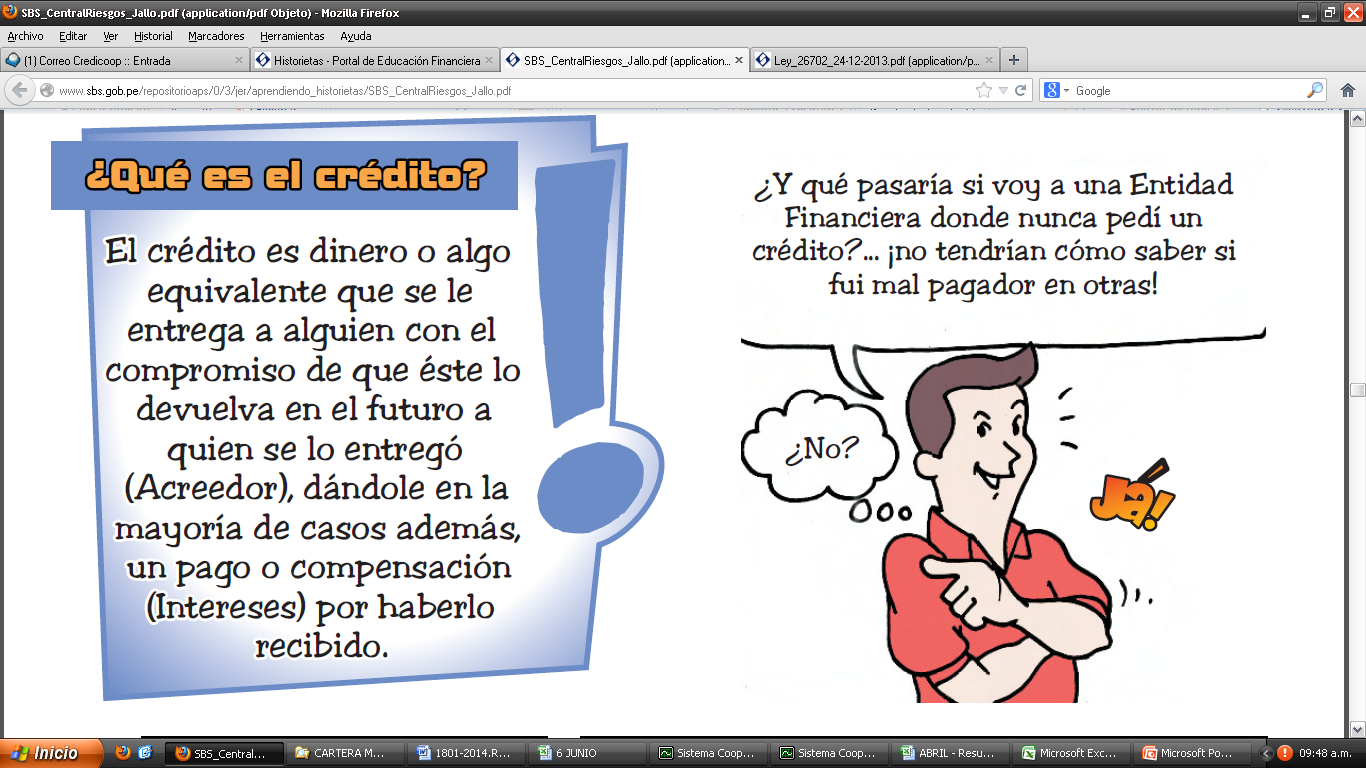 SBS_CentralRiesgos_Jallo.pdf (application/pdf Objeto) - Mozilla Firefox
Archivo Editar Ver Historial Marcadores Herramientas Ayuda
(1) Correo Credicoop :: Entrada
Historietas - Portal de Educación Financiera
SBS_CentralRiesgos_Jallo.pdf (application...
Ley_26702_24-12-2013.pdf (application/p...
www.sbs.gob.pe/repositorioaps/0/3/jer/aprendiendo_historietas/SBS_CentralRiesgos_Jallo.pdf
Google
¿Qué es el crédito?
El crédito es dinero o algo
equivalente que se le
entrega a alguien con el
compromiso de que éste lo
devuelva en el futuro a
quien se lo entregó
(Acreedor), dándole en la
mayoría de casos además,
un pago o compensación
(Intereses) por haberlo
recibido.
¿Y qué pasaría si voy a una Entidad
Financiera donde nunca pedí un
crédito?... ¡no tendrían cómo saber si
fui mal pagador en otras!
¿No?
Já!
Inicio
SBS_Central...
CARTERA M...
1801-2014.R...
6 JUNIO
Sistema Coop...
Sistema Coop...
ABRIL - Resu...
Microsoft Exc...
Microsoft Po...
09:48 a.m.